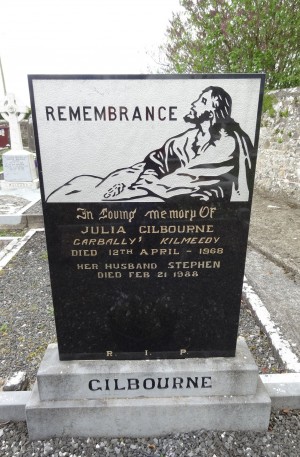 REMEMBRANCE
In Loving memory OF
JULIA GILBOURNE
CARBALLY, KILMEEDY
DIED 12TH APRIL - 1968
HER HUSBAND STEPHEN
DIED FEB 21 1988
R. I. P
GILBOURNE